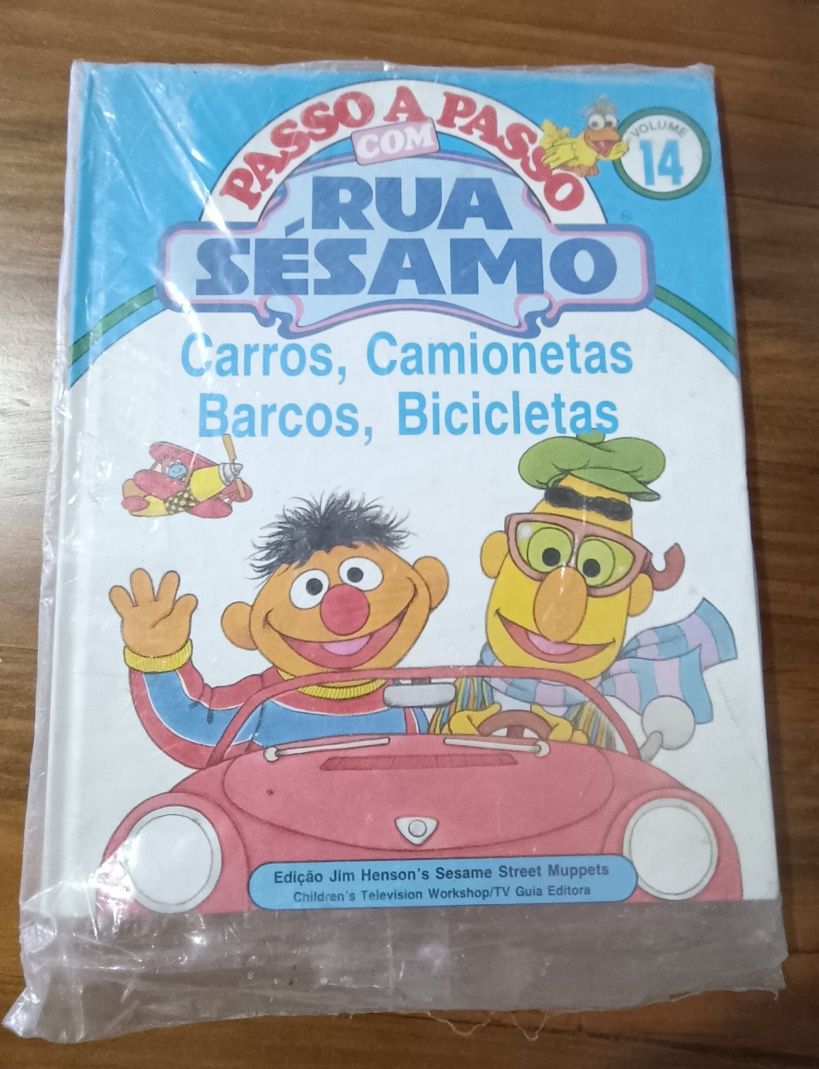 PASSO A PASSO
COM
VOLUME
14
RUA
SÉSAMO
Carros, Camionetas
Barcos, Bicicletas
Edição Jim Henson's Sesame Street Muppets
Children's Television Workshop/TV Guia Editora